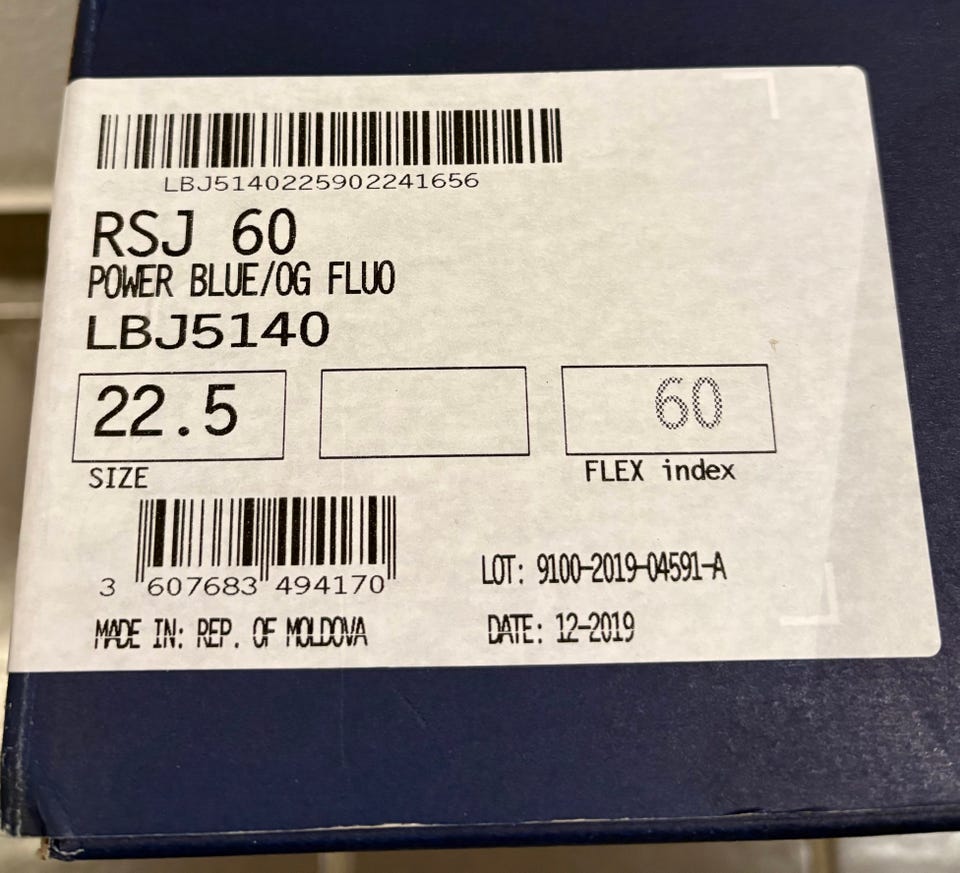 LBJ5140225902241656
RSJ 60
POWER BLUE/OG FLUO
LBJ5140
22.5
60
SIZE
FLEX index
3 607683 494170
LOT: 9100-2019-04591-A
MADE IN: REP. OF MOLDOVA
DATE: 12-2019